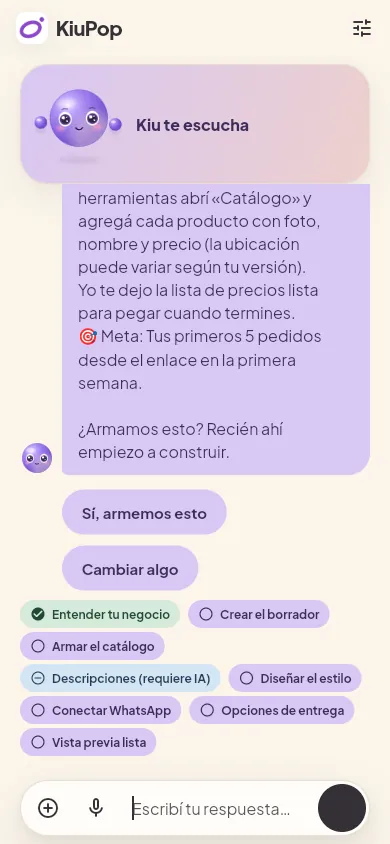 KiuPop
Kiu te escucha
herramientas abrí «Catálogo» y
agregá cada producto con foto,
nombre y precio (la ubicación
puede variar según tu versión).
Yo te dejo la lista de precios lista
para pegar cuando termines.
🎯 Meta: Tus primeros 5 pedidos
desde el enlace en la primera
semana.
¿Armamos esto? Recién ahí
empiezo a construir.
Sí, armemos esto
Cambiar algo
Entender tu negocio
Crear el borrador
Armar el catálogo
Descripciones (requiere IA)
Diseñar el estilo
Conectar WhatsApp
Opciones de entrega
Vista previa lista
Escribí tu respuesta...